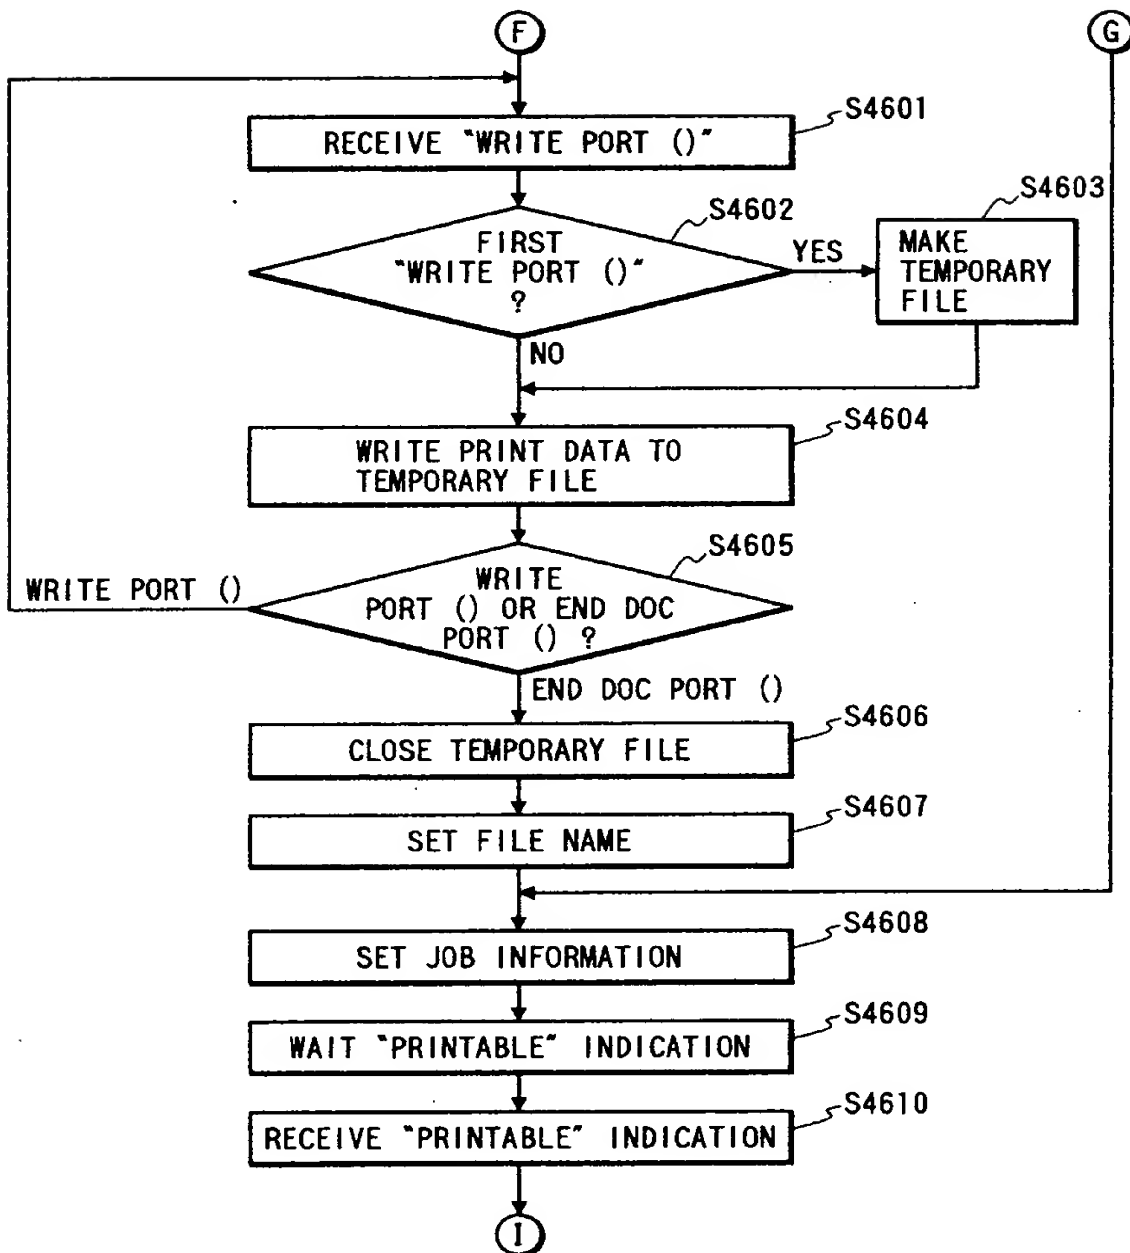 F
G
S4601
RECEIVE "WRITE PORT ()"
S4602
S4603
FIRST
"WRITE PORT ()"
?
YES
MAKE
TEMPORARY
FILE
NO
S4604
WRITE PRINT DATA TO
TEMPORARY FILE
S4605
WRITE PORT ()
WRITE
PORT () OR END DOC
PORT () ?
END DOC PORT ()
S4606
CLOSE TEMPORARY FILE
S4607
SET FILE NAME
S4608
SET JOB INFORMATION
S4609
WAIT "PRINTABLE" INDICATION
S4610
RECEIVE "PRINTABLE" INDICATION
I